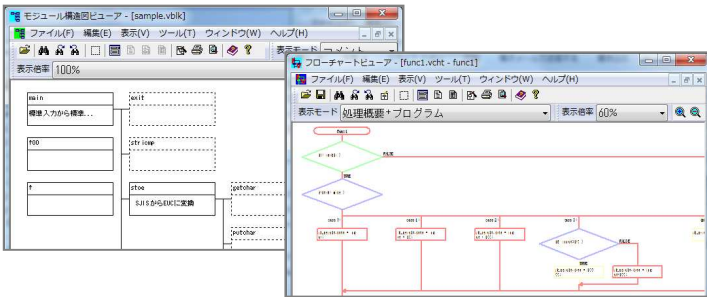 モジュール構造図ビューア - [sample.vblk]
ファイル(F) 編集(E) 表示(V) ツール(T) ウィンドウ(W) ヘルプ(H)
表示モード コメント
表示倍率 100%
main
標準入力から標準...
exit
stricmp
f
stoe
SJISからEUCに変換
getchar
putchar
フローチャートビューア - [func1.vcht - func1]
ファイル(F) 編集(E) 表示(V) ツール(T) ウィンドウ(W) ヘルプ(H)
表示モード 処理概要+プログラム
表示倍率 60%
func1
FALSE
TRUE
case 0
case 1
case 2
case 3
FALSE
TRUE